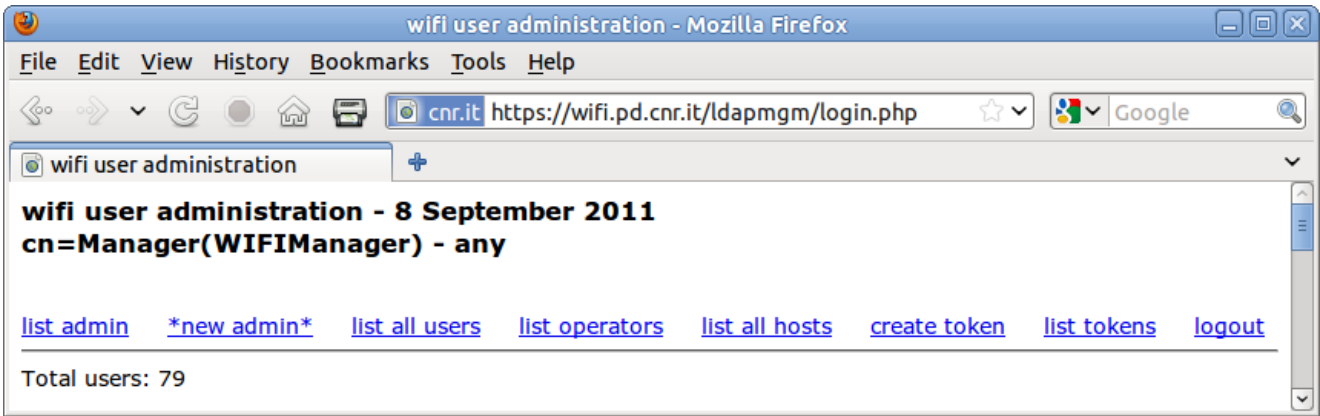 wifi user administration - Mozilla Firefox
File Edit View History Bookmarks Tools Help
cnr.it https://wifi.pd.cnr.it/ldapmgm/login.php Google
wifi user administration
wifi user administration - 8 September 2011
cn=Manager(WIFIManager) - any
list admin *new admin* list all users list operators list all hosts create token list tokens logout
Total users: 79